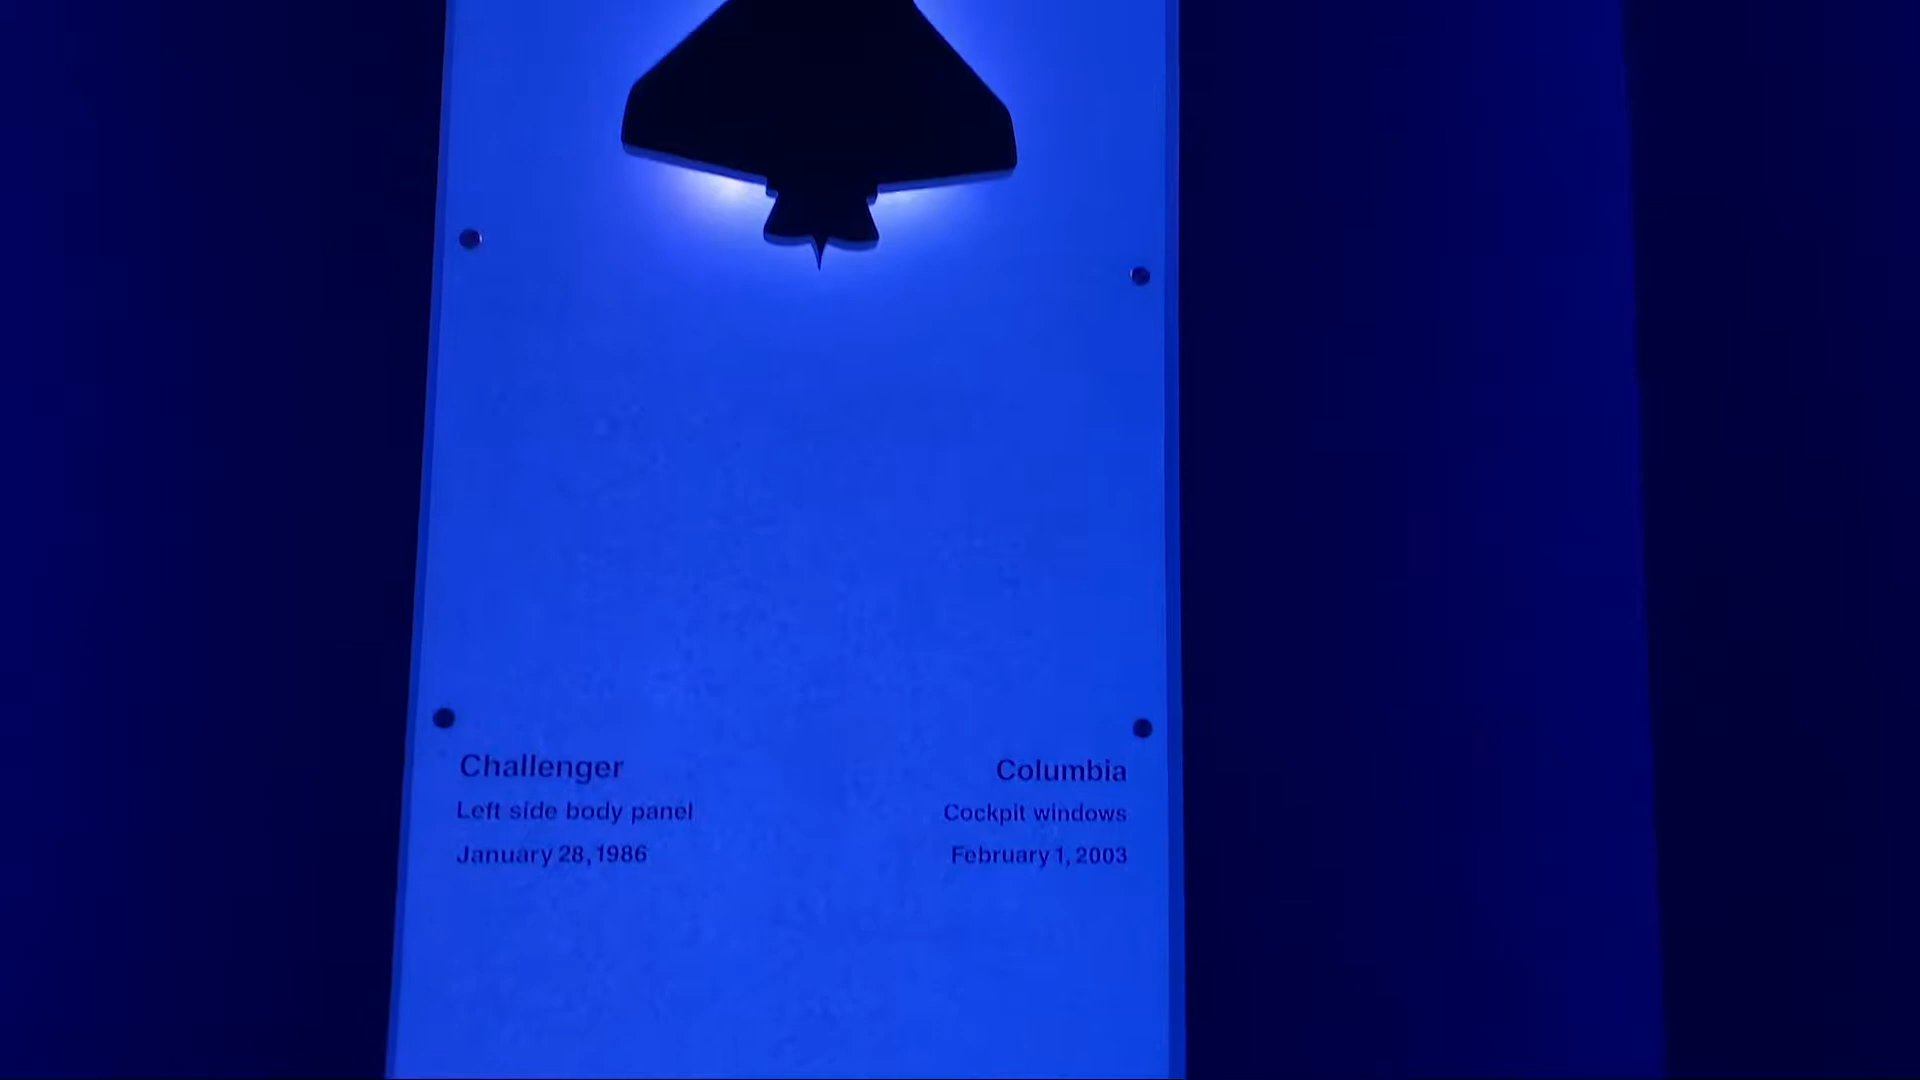 Challenger
Left side body panel
January 28, 1986
Columbia
Cockpit windows
February 1, 2003